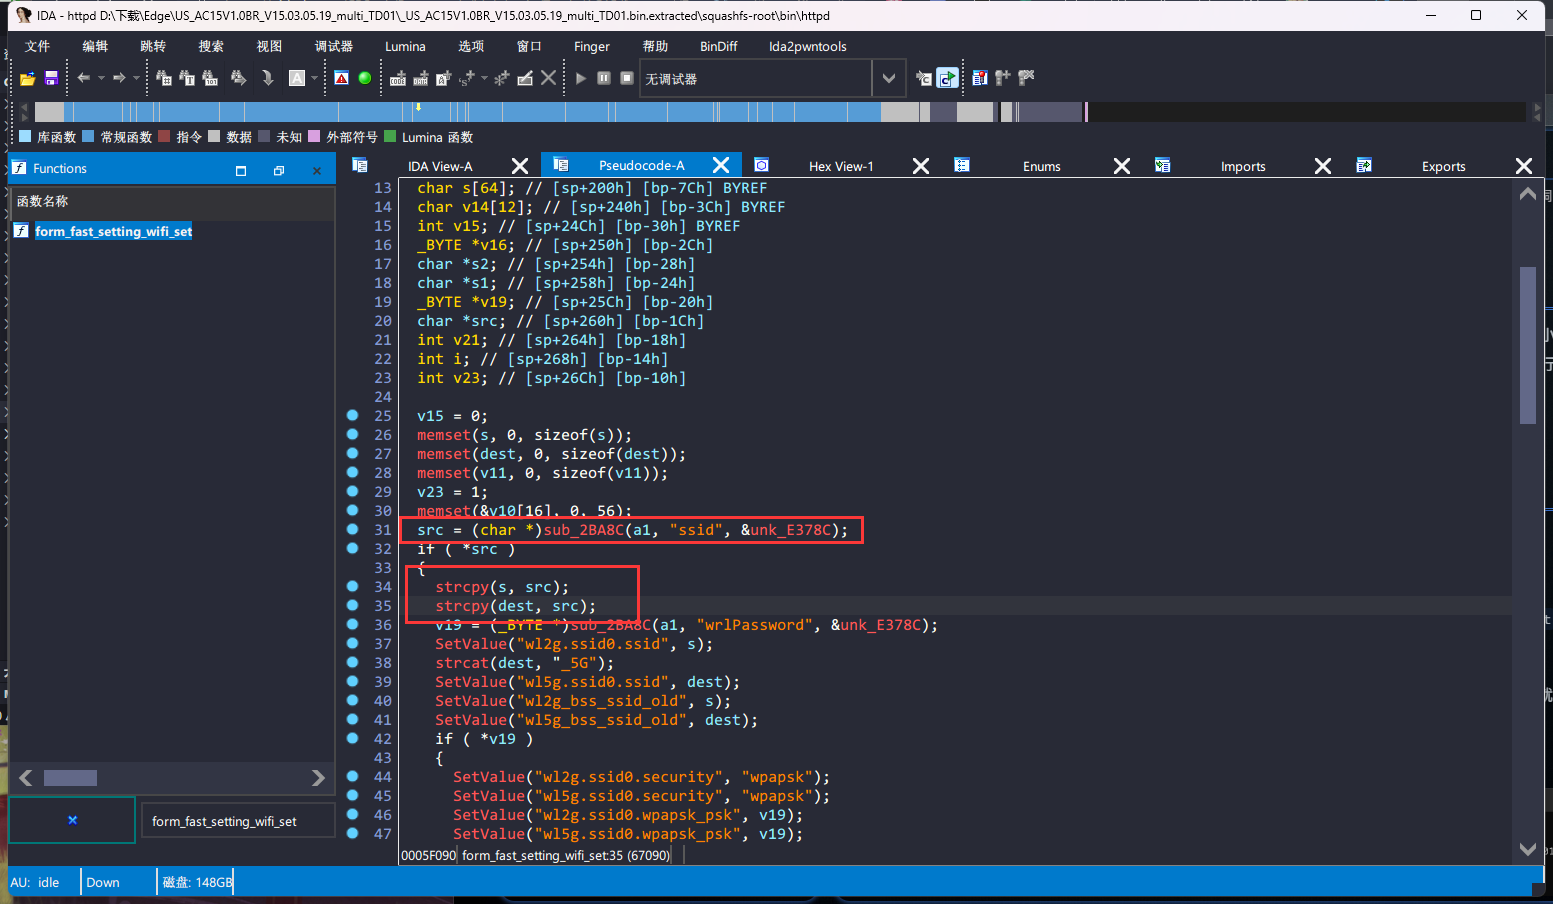 IDA - httpd D:\下载\Edge\US_AC15V1.0BR_V15.03.05.19_multi_TD01\_US_AC15V1.0BR_V15.03.05.19_multi_TD01.bin.extracted\squashfs-root\bin\httpd
文件 编辑 跳转 搜索 视图 调试器 Lumina 选项 窗口 Finger 帮助 BinDiff Ida2pwntools
无调试器
库函数 常规函数 指令 数据 未知 外部符号 Lumina 函数
Functions
IDA View-A Pseudocode-A Hex View-1 Enums Imports Exports
函数名称
form_fast_setting_wifi_set
13 char s[64]; // [sp+200h] [bp-7Ch] BYREF
14 char v14[12]; // [sp+240h] [bp-3Ch] BYREF
15 int v15; // [sp+24Ch] [bp-30h] BYREF
16 _BYTE *v16; // [sp+250h] [bp-2Ch]
17 char *s2; // [sp+254h] [bp-28h]
18 char *s1; // [sp+258h] [bp-24h]
19 _BYTE *v19; // [sp+25Ch] [bp-20h]
20 char *src; // [sp+260h] [bp-1Ch]
21 int v21; // [sp+264h] [bp-18h]
22 int i; // [sp+268h] [bp-14h]
23 int v23; // [sp+26Ch] [bp-10h]
24
25 v15 = 0;
26 memset(s, 0, sizeof(s));
27 memset(dest, 0, sizeof(dest));
28 memset(v11, 0, sizeof(v11));
29 v23 = 1;
30 memset(&v10[16], 0, 56);
31 src = (char *)sub_2BA8C(a1, "ssid", &unk_E378C);
32 if ( *src )
33 {
34 strcpy(s, src);
35 strcpy(dest, src);
36 v19 = (_BYTE *)sub_2BA8C(a1, "wrlPassword", &unk_E378C);
37 SetValue("wl2g.ssid0.ssid", s);
38 strcat(dest, "_5G");
39 SetValue("wl5g.ssid0.ssid", dest);
40 SetValue("wl2g_bss_ssid_old", s);
41 SetValue("wl5g_bss_ssid_old", dest);
42 if ( *v19 )
43 {
44 SetValue("wl2g.ssid0.security", "wpapsk");
45 SetValue("wl5g.ssid0.security", "wpapsk");
46 SetValue("wl2g.ssid0.wpapsk_psk", v19);
47 SetValue("wl5g.ssid0.wpapsk_psk", v19);
form_fast_setting_wifi_set
0005F090 form_fast_setting_wifi_set:35 (67090)
AU: idle Down 磁盘: 148GB